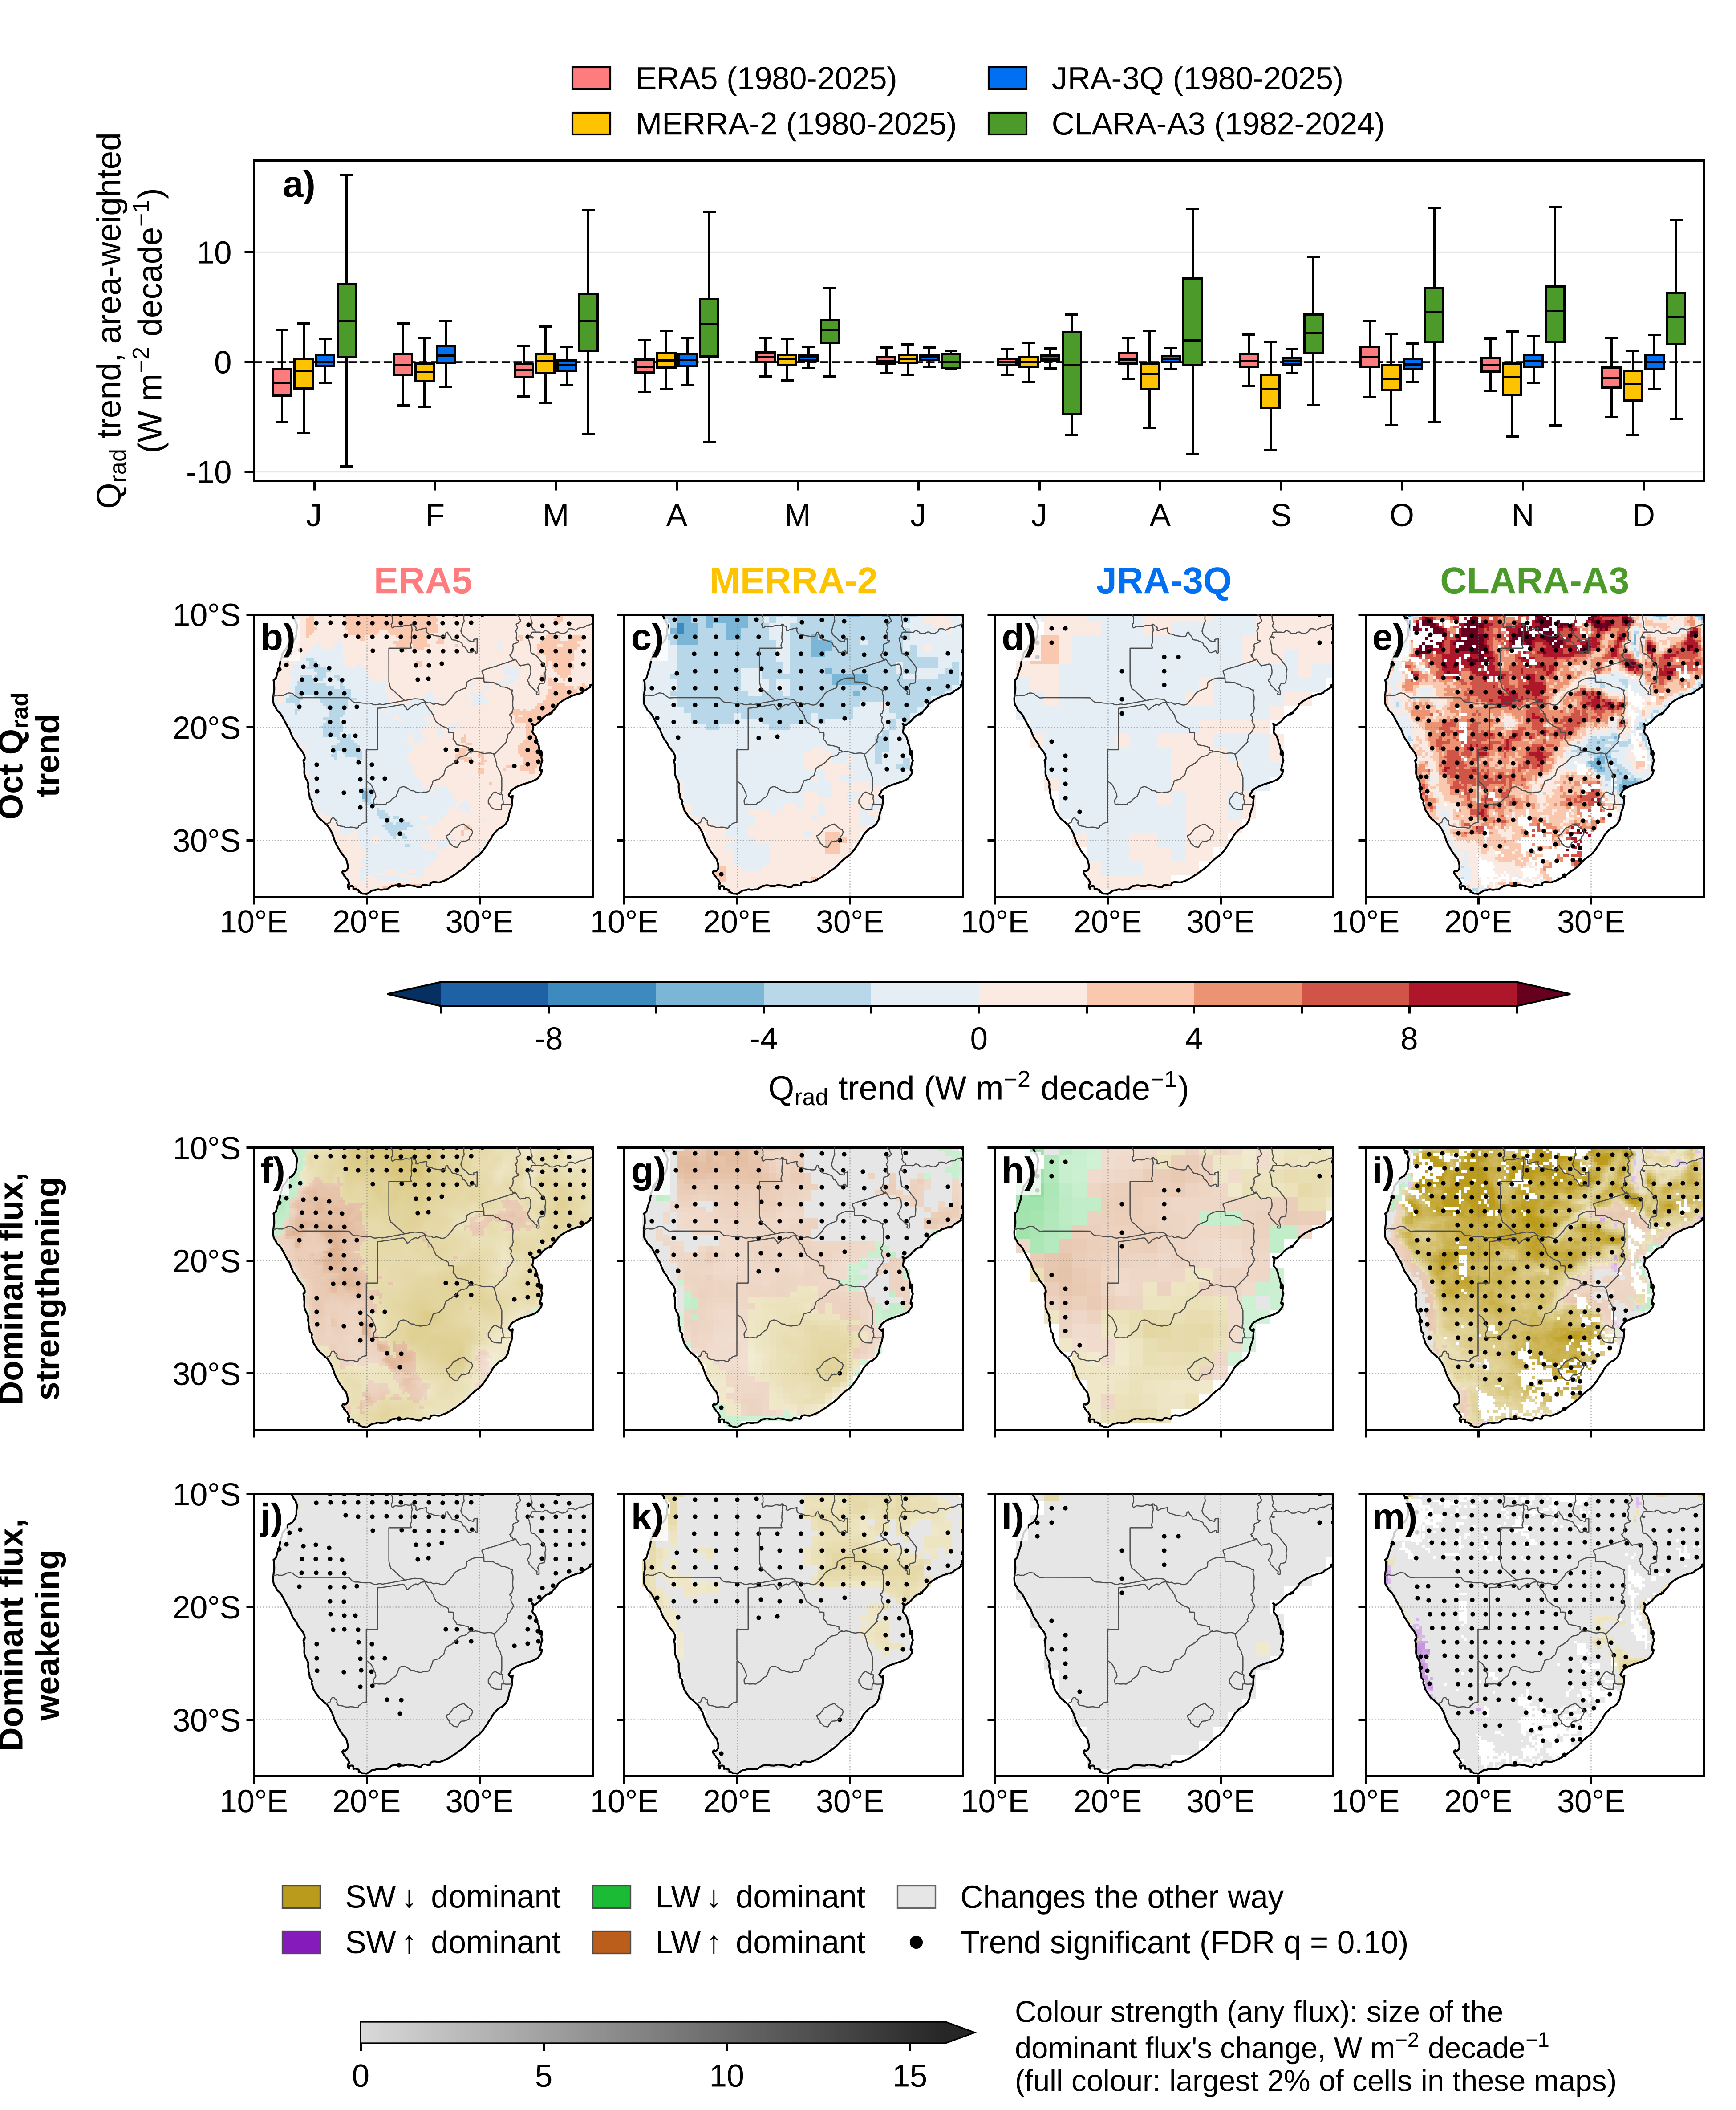 ERA5 (1980-2025)
JRA-3Q (1980-2025)
MERRA-2 (1980-2025)
CLARA-A3 (1982-2024)
Qrad trend, area-weighted
(W m−2 decade−1)
a)
10
0
-10
J F M A M J J A S O N D
ERA5 MERRA-2 JRA-3Q CLARA-A3
Oct Qrad
trend
b) c) d) e)
10°S
20°S
30°S
10°E 20°E 30°E 10°E 20°E 30°E 10°E 20°E 30°E 10°E 20°E 30°E
-8 -4 0 4 8
Qrad trend (W m−2 decade−1)
Dominant flux,
strengthening
f) g) h) i)
10°S
20°S
30°S
Dominant flux,
weakening
j) k) l) m)
10°S
20°S
30°S
10°E 20°E 30°E 10°E 20°E 30°E 10°E 20°E 30°E 10°E 20°E 30°E
SW↓ dominant LW↓ dominant Changes the other way
SW↑ dominant LW↑ dominant Trend significant (FDR q = 0.10)
0 5 10 15
Colour strength (any flux): size of the
dominant flux's change, W m−2 decade−1
(full colour: largest 2% of cells in these maps)